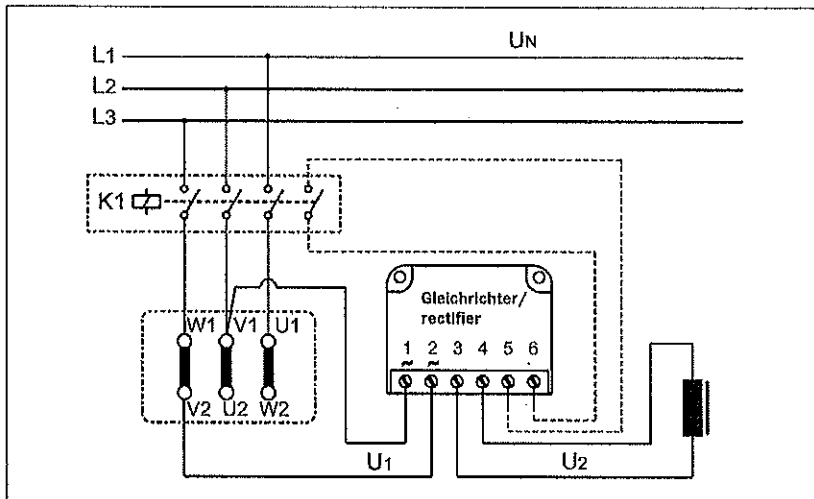 UN
L1
L2
L3
K1
Gleichrichter/
rectifier
W1 V1 U1
1 2 3 4 5 6
~ ~
V2 U2 W2
U1 U2